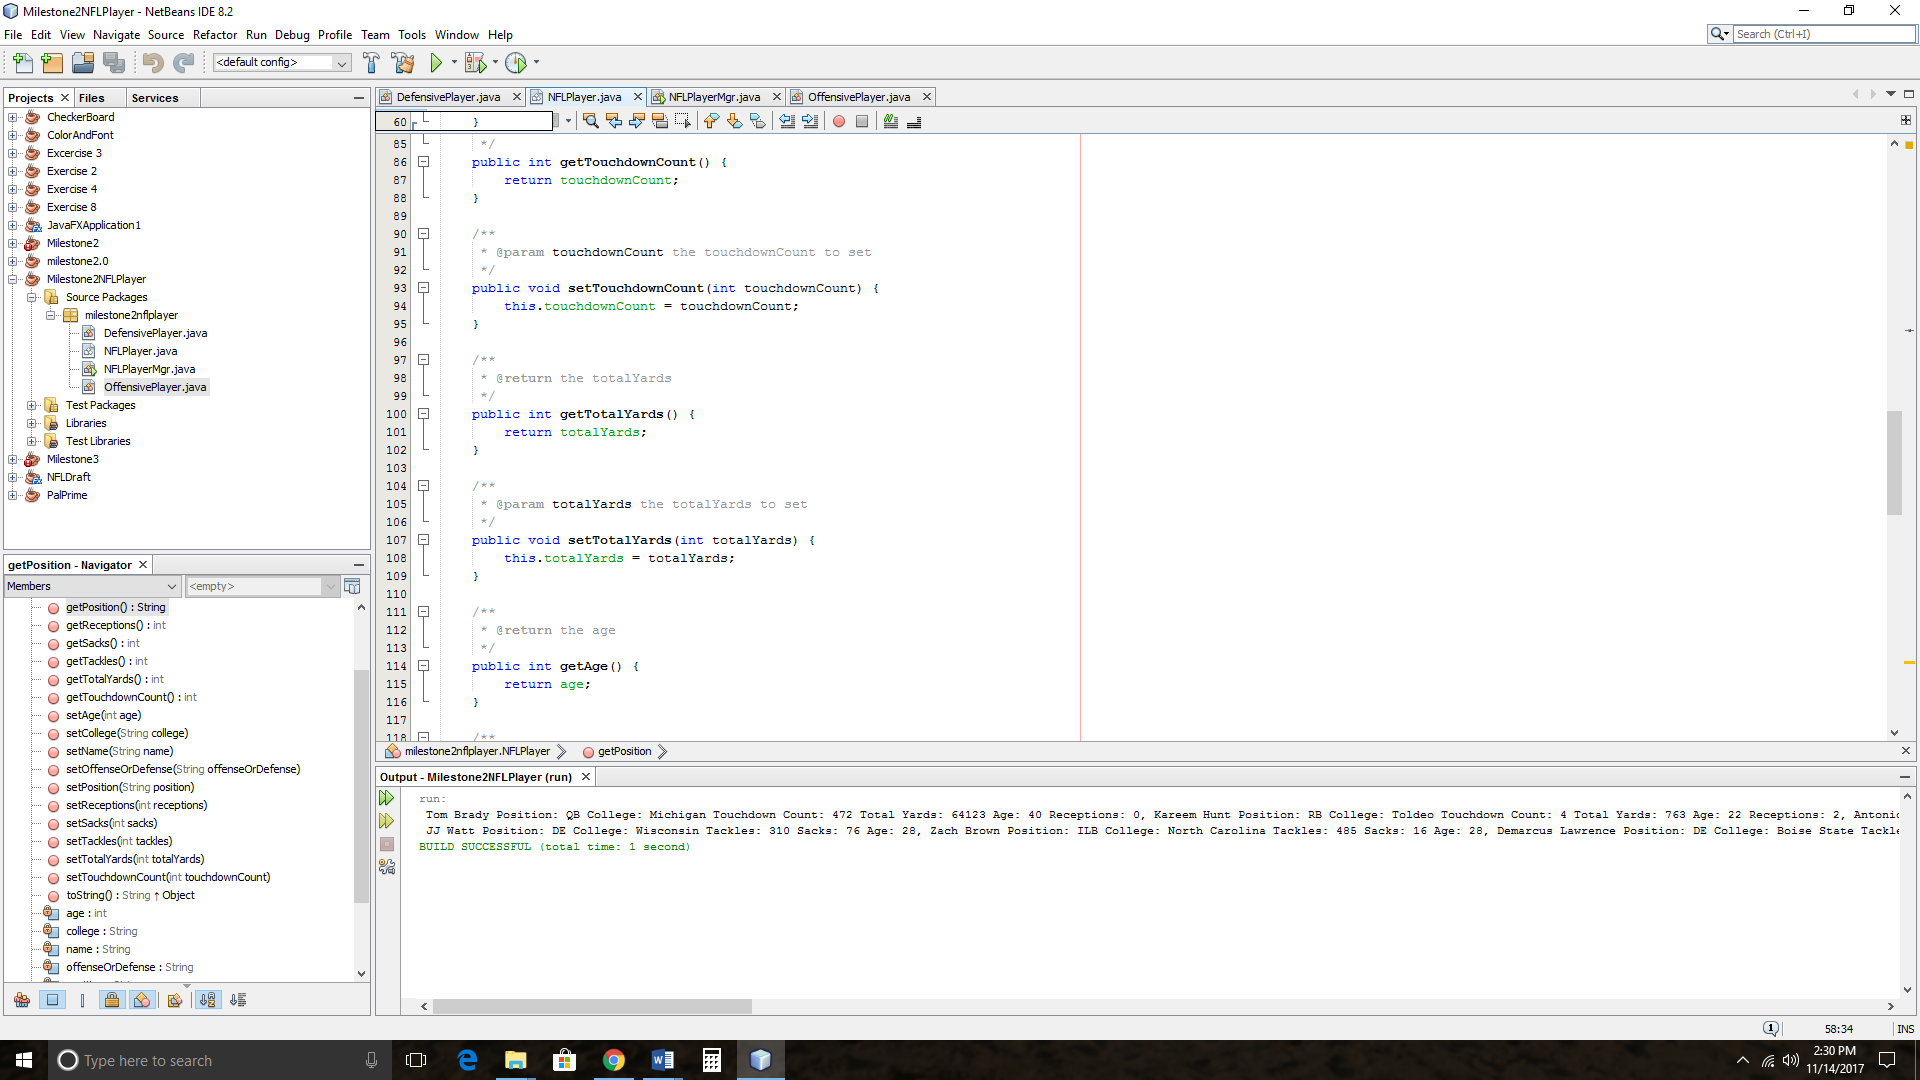 Milestone2NFLPlayer - NetBeans IDE 8.2
File Edit View Navigate Source Refactor Run Debug Profile Team Tools Window Help
Search (Ctrl+I)
<default config>
Projects Files Services
CheckerBoard
ColorAndFont
Excercise 3
Exercise 2
Exercise 4
Exercise 8
JavaFXApplication1
Milestone2
milestone2.0
Milestone2NFLPlayer
Source Packages
milestone2nflplayer
DefensivePlayer.java
NFLPlayer.java
NFLPlayerMgr.java
OffensivePlayer.java
Test Packages
Libraries
Test Libraries
Milestone3
NFLDraft
PalPrime
getPosition - Navigator
Members <empty>
getPosition() : String
getReceptions() : int
getSacks() : int
getTackles() : int
getTotalYards() : int
getTouchdownCount() : int
setAge(int age)
setCollege(String college)
setName(String name)
setOffenseOrDefense(String offenseOrDefense)
setPosition(String position)
setReceptions(int receptions)
setSacks(int sacks)
setTackles(int tackles)
setTotalYards(int totalYards)
setTouchdownCount(int touchdownCount)
toString() : String ↑ Object
age : int
college : String
name : String
offenseOrDefense : String
DefensivePlayer.java NFLPlayer.java NFLPlayerMgr.java OffensivePlayer.java
60 }
85 */
86 public int getTouchdownCount() {
87 return touchdownCount;
88 }
89
90 /**
91 * @param touchdownCount the touchdownCount to set
92 */
93 public void setTouchdownCount(int touchdownCount) {
94 this.touchdownCount = touchdownCount;
95 }
96
97 /**
98 * @return the totalYards
99 */
100 public int getTotalYards() {
101 return totalYards;
102 }
103
104 /**
105 * @param totalYards the totalYards to set
106 */
107 public void setTotalYards(int totalYards) {
108 this.totalYards = totalYards;
109 }
110
111 /**
112 * @return the age
113 */
114 public int getAge() {
115 return age;
116 }
117
118 /**
milestone2nflplayer.NFLPlayer getPosition
Output - Milestone2NFLPlayer (run)
run:
Tom Brady Position: QB College: Michigan Touchdown Count: 472 Total Yards: 64123 Age: 40 Receptions: 0, Kareem Hunt Position: RB College: Toldeo Touchdown Count: 4 Total Yards: 763 Age: 22 Receptions: 2, Antonio
JJ Watt Position: DE College: Wisconsin Tackles: 310 Sacks: 76 Age: 28, Zach Brown Position: ILB College: North Carolina Tackles: 485 Sacks: 16 Age: 28, Demarcus Lawrence Position: DE College: Boise State Tackle
BUILD SUCCESSFUL (total time: 1 second)
1 58:34 INS
Type here to search
2:30 PM
11/14/2017